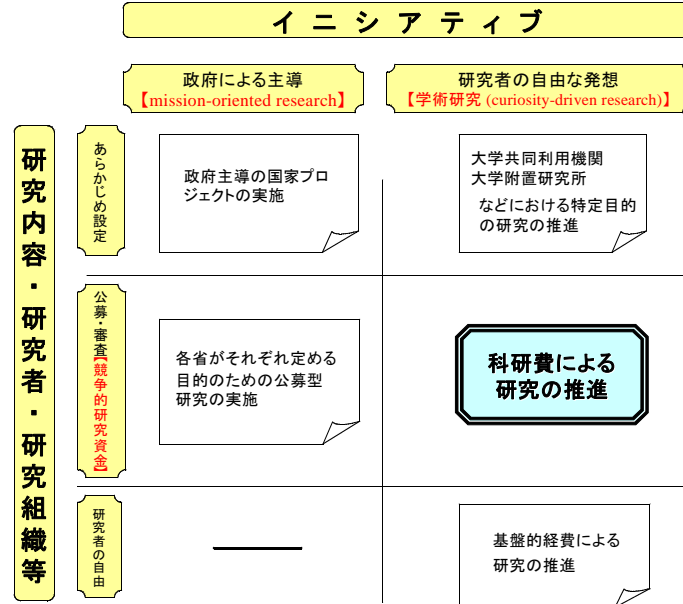 イニシアティブ
政府による主導
【mission-oriented research】
研究者の自由な発想
【学術研究 (curiosity-driven research)】
研究内容・研究者・研究組織等
あらかじめ設定
政府主導の国家プロ
ジェクトの実施
大学共同利用機関
大学附置研究所
などにおける特定目的
の研究の推進
公募・審査【競争的研究資金】
各省がそれぞれ定める
目的のための公募型
研究の実施
科研費による
研究の推進
研究者の自由
基盤的経費による
研究の推進